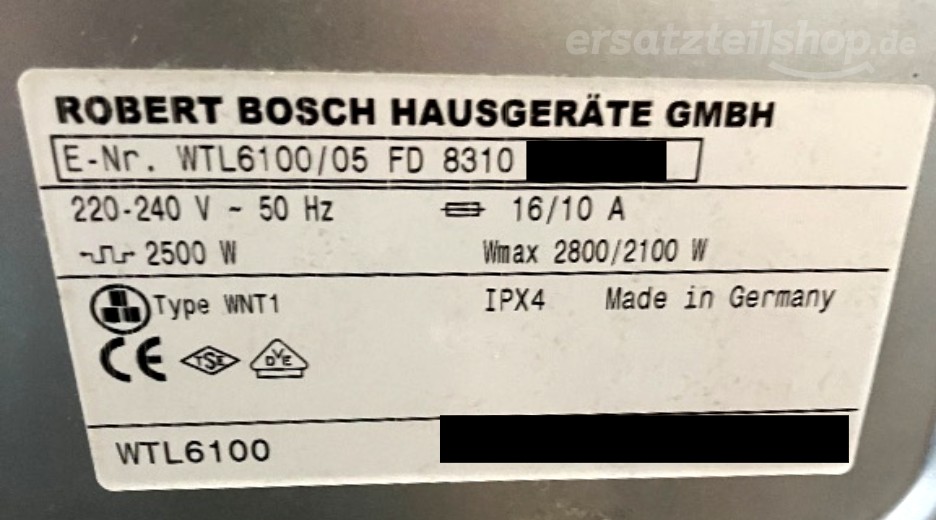 ersatzteilshop.de
ROBERT BOSCH HAUSGERÄTE GMBH
E-Nr. WTL6100/05 FD 8310
220-240 V ~ 50 Hz 16/10 A
2500 W Wmax 2800/2100 W
Type WNT1 IPX4 Made in Germany
CE TSE DVE
WTL6100